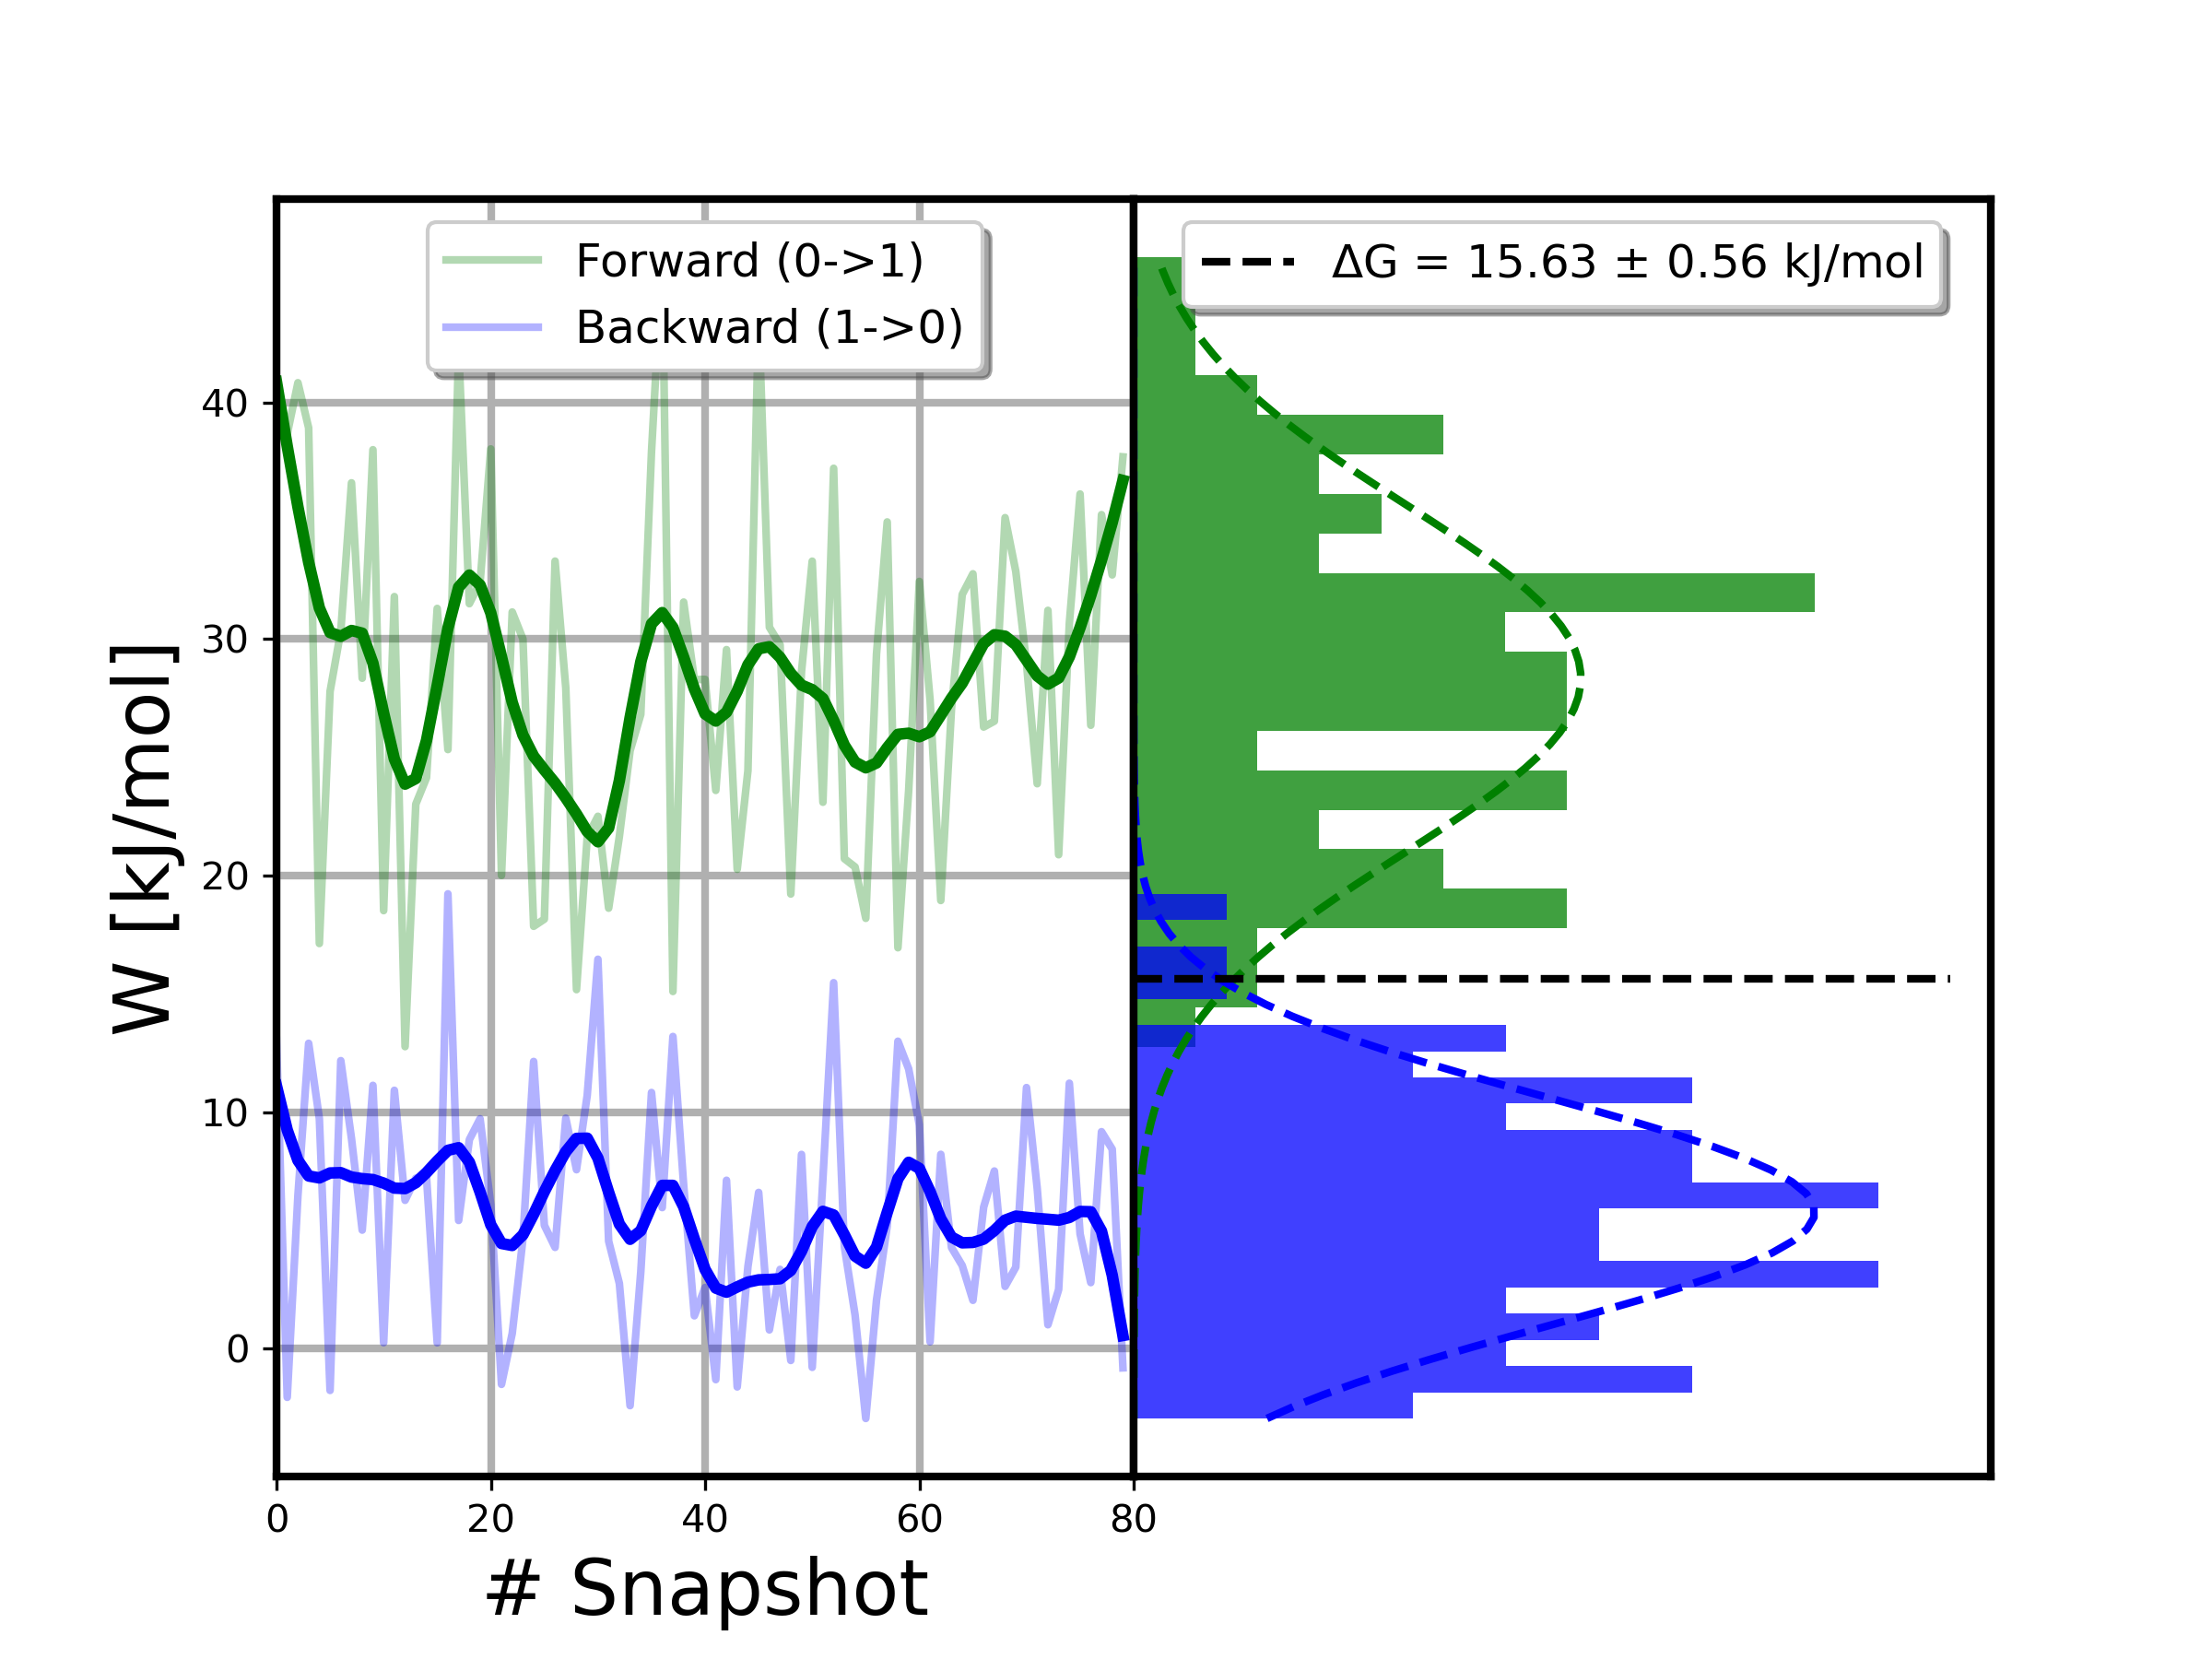 Forward (0->1)
Backward (1->0)
ΔG = 15.63 ± 0.56 kJ/mol
W [kJ/mol]
40
30
20
10
0
0 20 40 60 80
# Snapshot